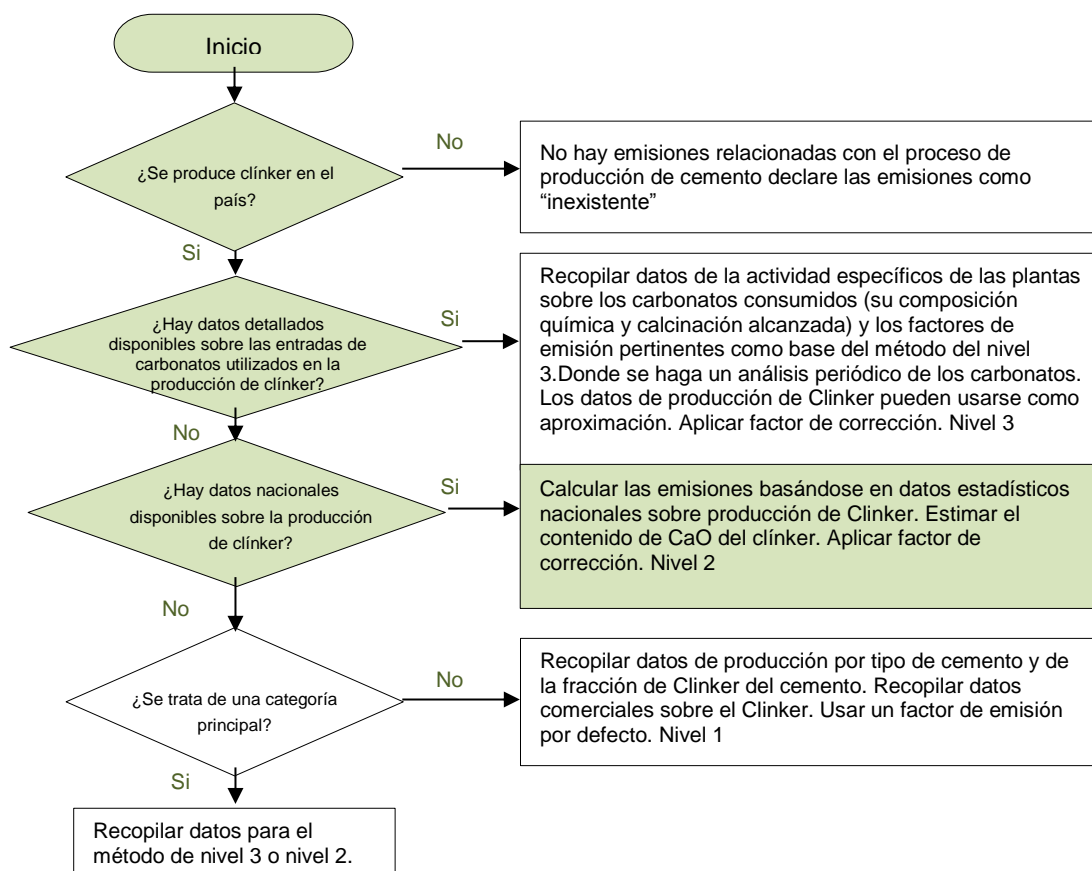 Inicio
¿Se produce clínker en el
país?
No
No hay emisiones relacionadas con el proceso de
producción de cemento declare las emisiones como
“inexistente”
Si
¿Hay datos detallados
disponibles sobre las entradas de
carbonatos utilizados en la
producción de clínker?
Si
Recopilar datos de la actividad específicos de las plantas
sobre los carbonatos consumidos (su composición
química y calcinación alcanzada) y los factores de
emisión pertinentes como base del método del nivel
3.Donde se haga un análisis periódico de los carbonatos.
Los datos de producción de Clinker pueden usarse como
aproximación. Aplicar factor de corrección. Nivel 3
No
¿Hay datos nacionales
disponibles sobre la producción
de clínker?
Si
Calcular las emisiones basándose en datos estadísticos
nacionales sobre producción de Clinker. Estimar el
contenido de CaO del clínker. Aplicar factor de
corrección. Nivel 2
No
¿Se trata de una categoría
principal?
No
Recopilar datos de producción por tipo de cemento y de
la fracción de Clinker del cemento. Recopilar datos
comerciales sobre el Clinker. Usar un factor de emisión
por defecto. Nivel 1
Si
Recopilar datos para el
método de nivel 3 o nivel 2.